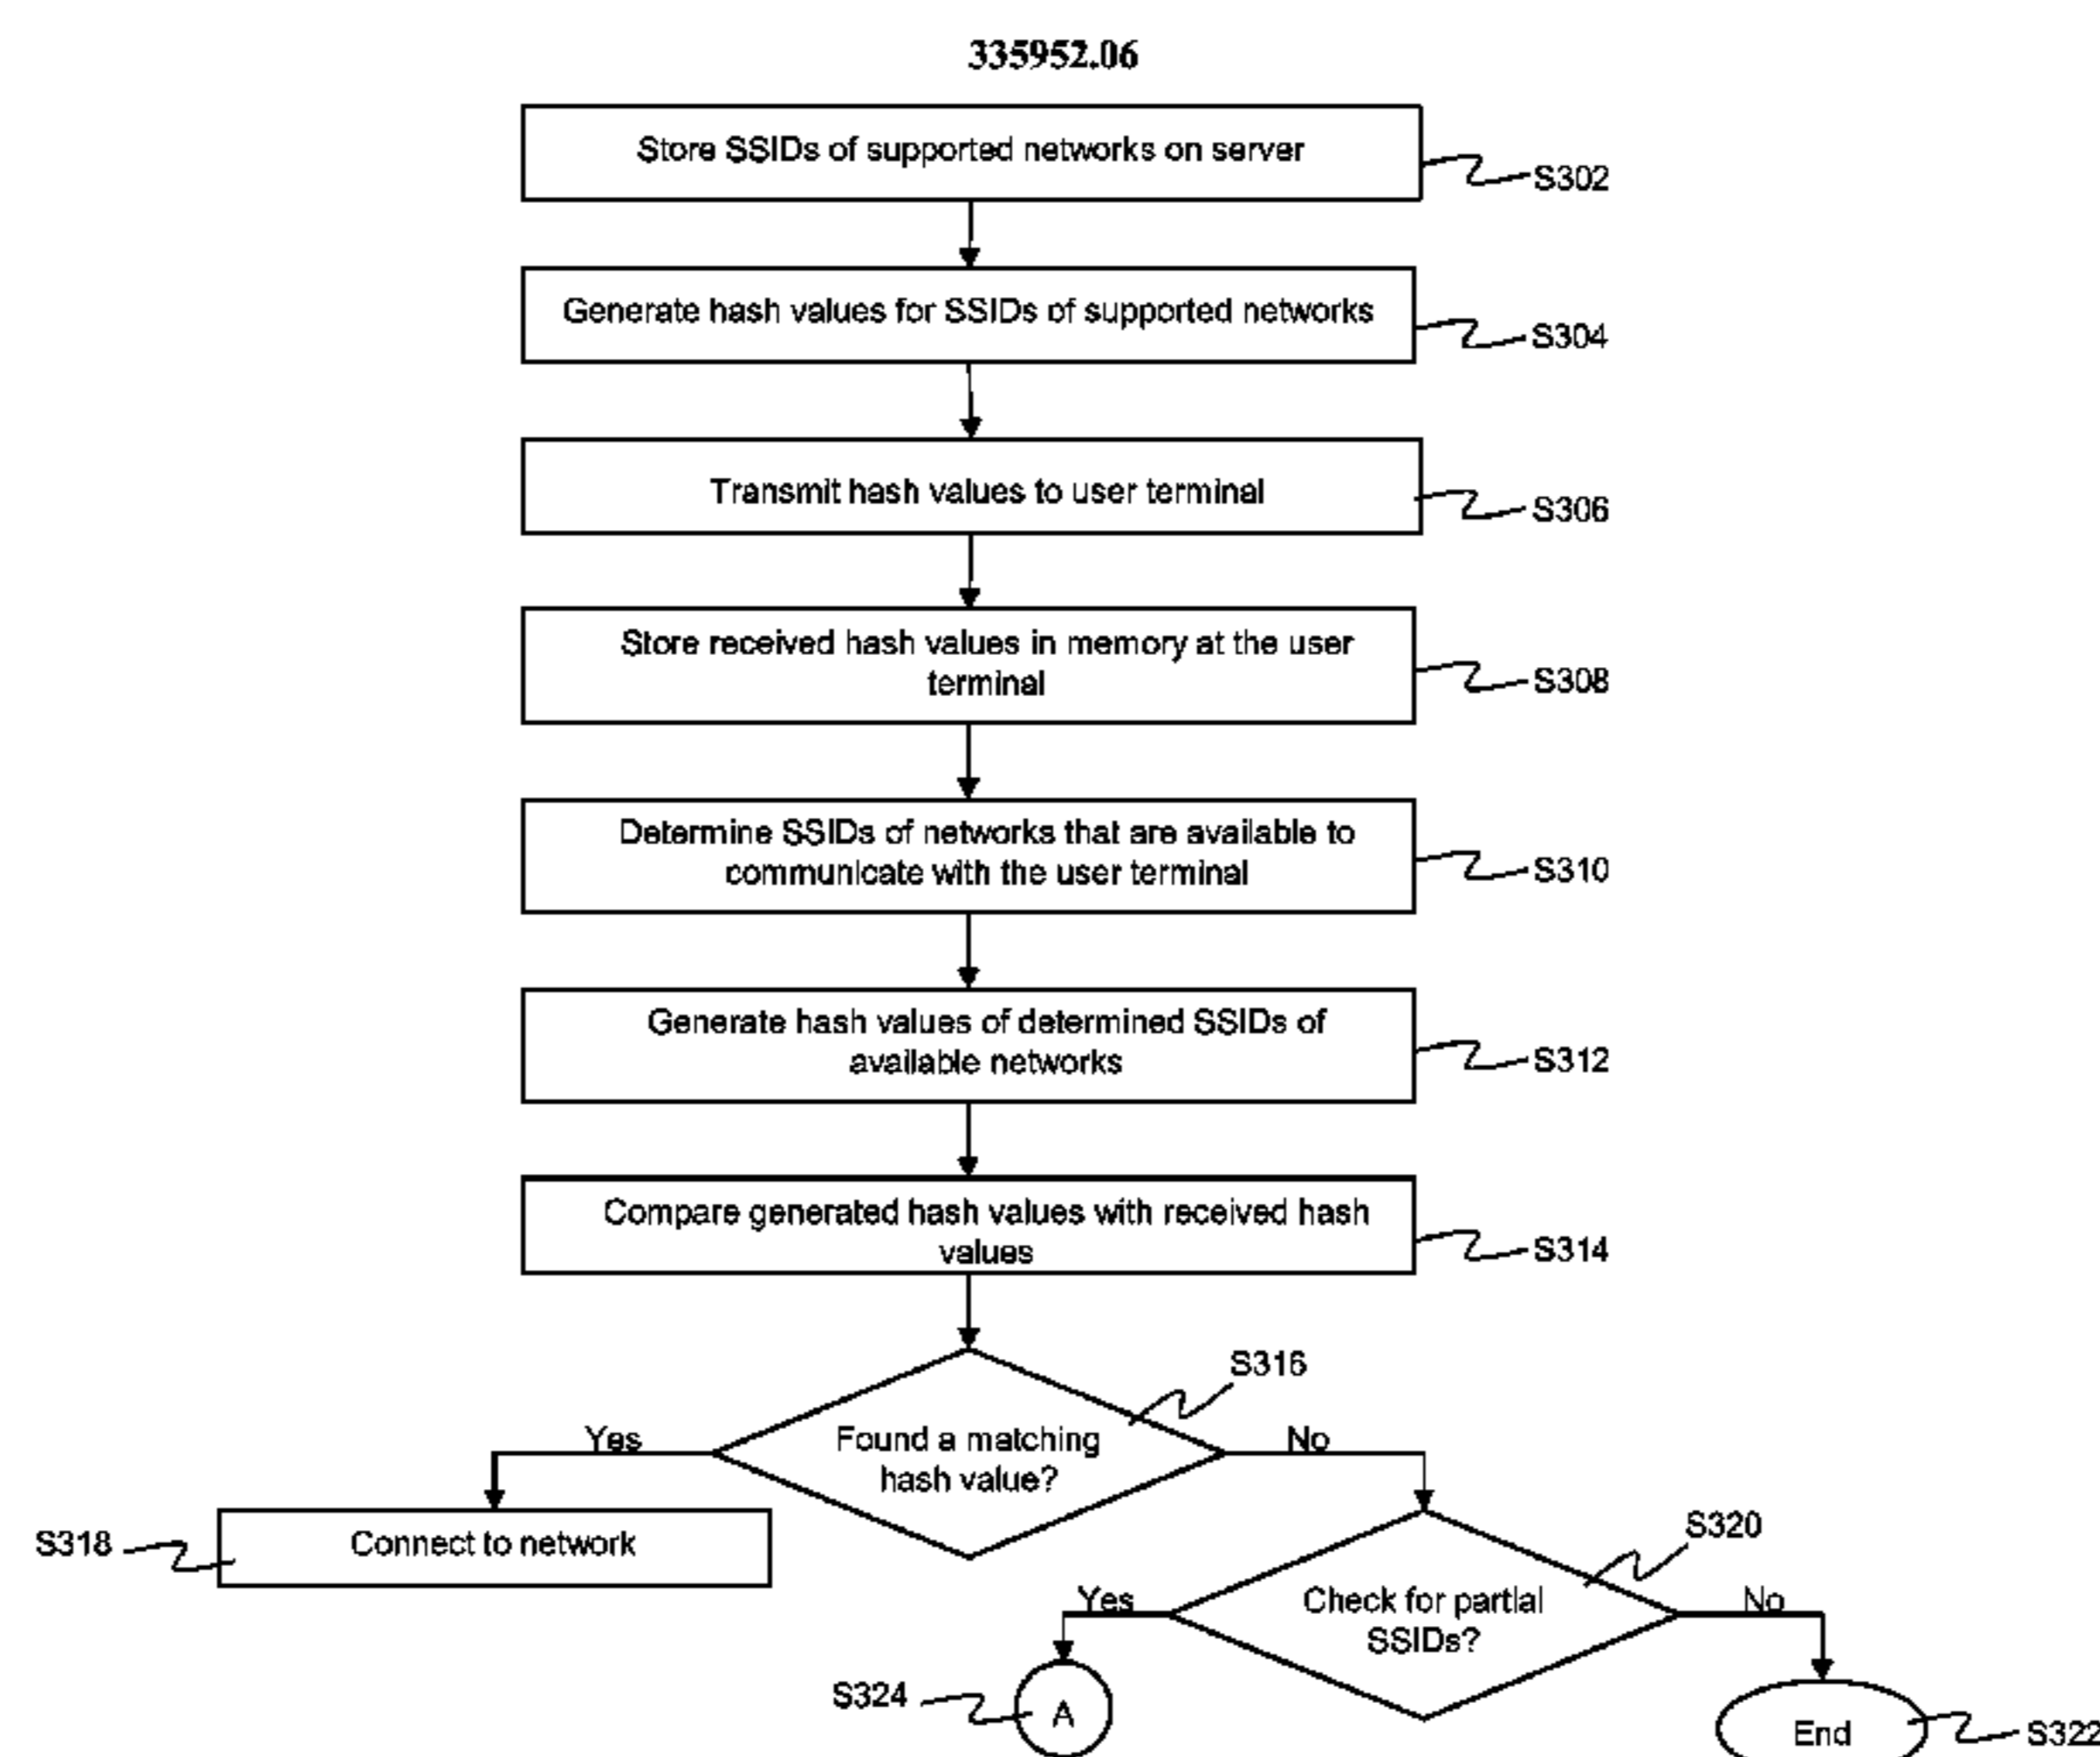 335952.06
Store SSIDs of supported networks on server
S302
Generate hash values for SSIDs of supported networks
S304
Transmit hash values to user terminal
S306
Store received hash values in memory at the user
terminal
S308
Determine SSIDs of networks that are available to
communicate with the user terminal
S310
Generate hash values of determined SSIDs of
available networks
S312
Compare generated hash values with received hash
values
S314
S316
Yes
Found a matching
hash value?
No
S318
Connect to network
S320
Yes
Check for partial
SSIDs?
No
S324
A
End
S322